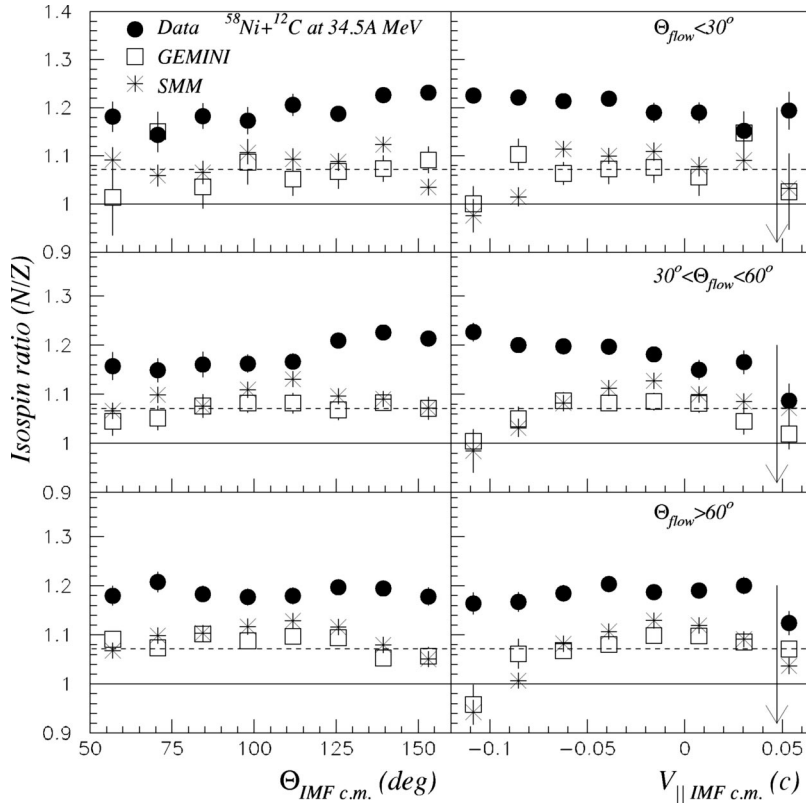 1.4
● Data ⁵⁸Ni+¹²C at 34.5A MeV
□ GEMINI
✳ SMM
Θflow<30°
1.3
1.2
1.1
1
0.9
30°<Θflow<60°
1.3
1.2
1.1
1
0.9
Θflow>60°
1.3
1.2
1.1
1
0.9
Isospin ratio (N/Z)
50 75 100 125 150 −0.1 −0.05 0 0.05
Θ IMF c.m. (deg) V|| IMF c.m. (c)